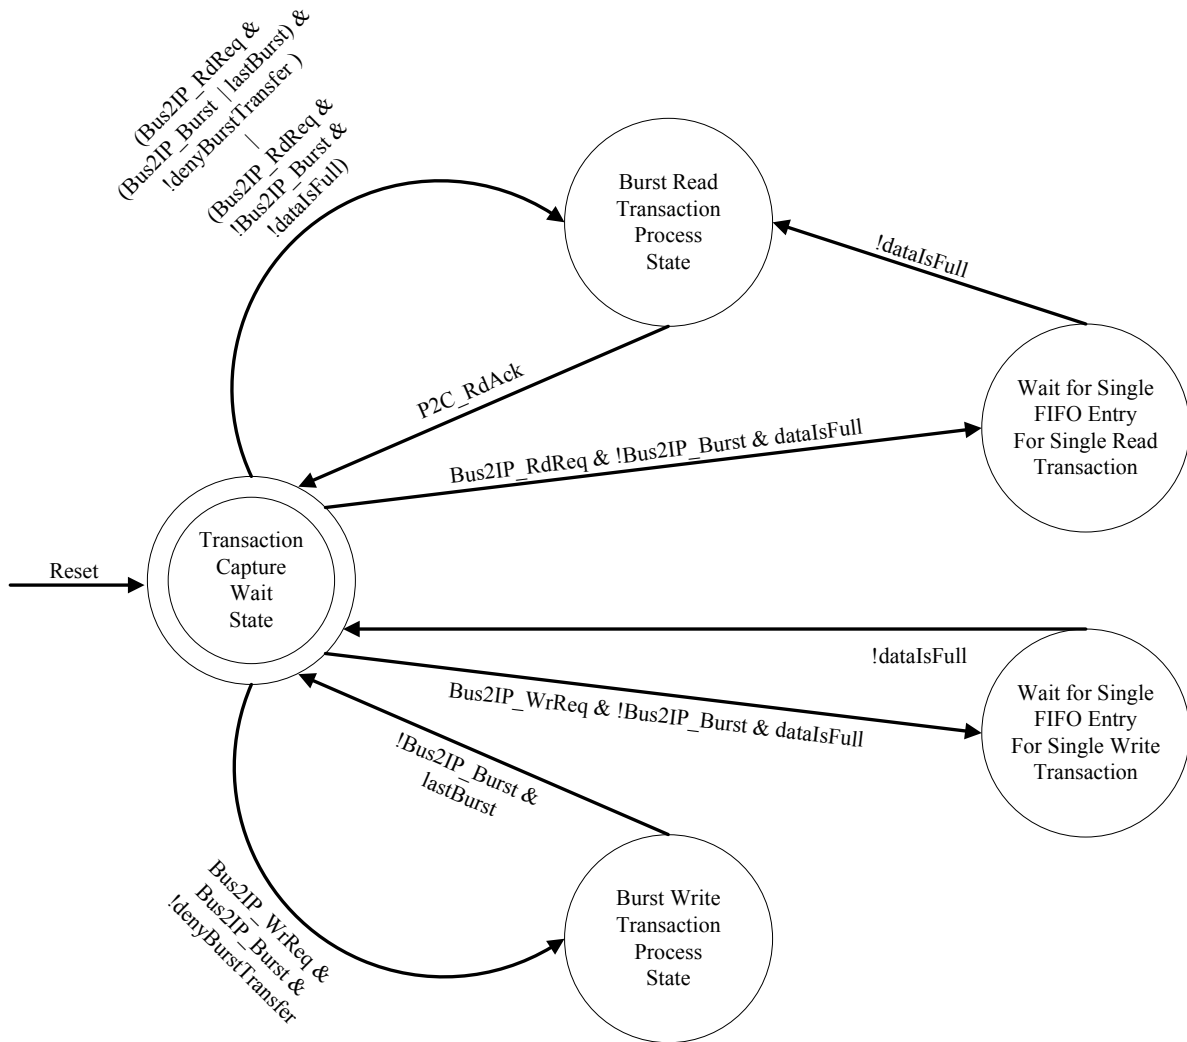 (Bus2IP_RdReq &
(Bus2IP_Burst | lastBurst) &
!denyBurstTransfer )
|
(Bus2IP_RdReq &
!Bus2IP_Burst &
!dataIsFull)
Burst Read
Transaction
Process
State
!dataIsFull
P2C_RdAck
Wait for Single
FIFO Entry
For Single Read
Transaction
Bus2IP_RdReq & !Bus2IP_Burst & dataIsFull
Reset
Transaction
Capture
Wait
State
!dataIsFull
Bus2IP_WrReq & !Bus2IP_Burst & dataIsFull
Wait for Single
FIFO Entry
For Single Write
Transaction
!Bus2IP_Burst &
lastBurst
Bus2IP_WrReq &
Bus2IP_Burst &
!denyBurstTransfer
Burst Write
Transaction
Process
State